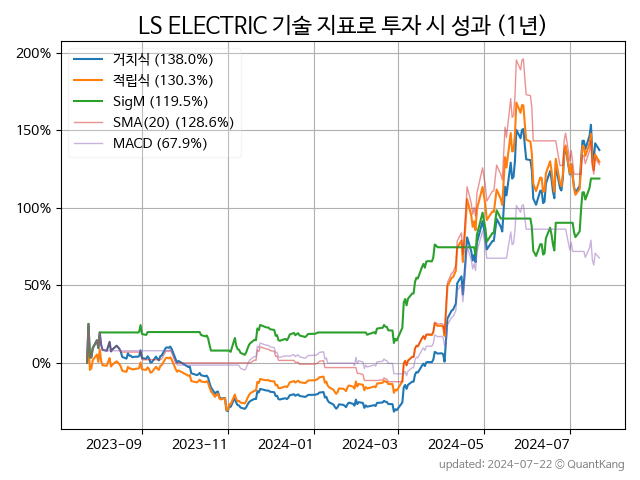 LS ELECTRIC 기술 지표로 투자 시 성과 (1년)
200%
150%
100%
50%
0%
거치식 (138.0%)
적립식 (130.3%)
SigM (119.5%)
SMA(20) (128.6%)
MACD (67.9%)
2023-09 2023-11 2024-01 2024-03 2024-05 2024-07
updated: 2024-07-22 © QuantKang